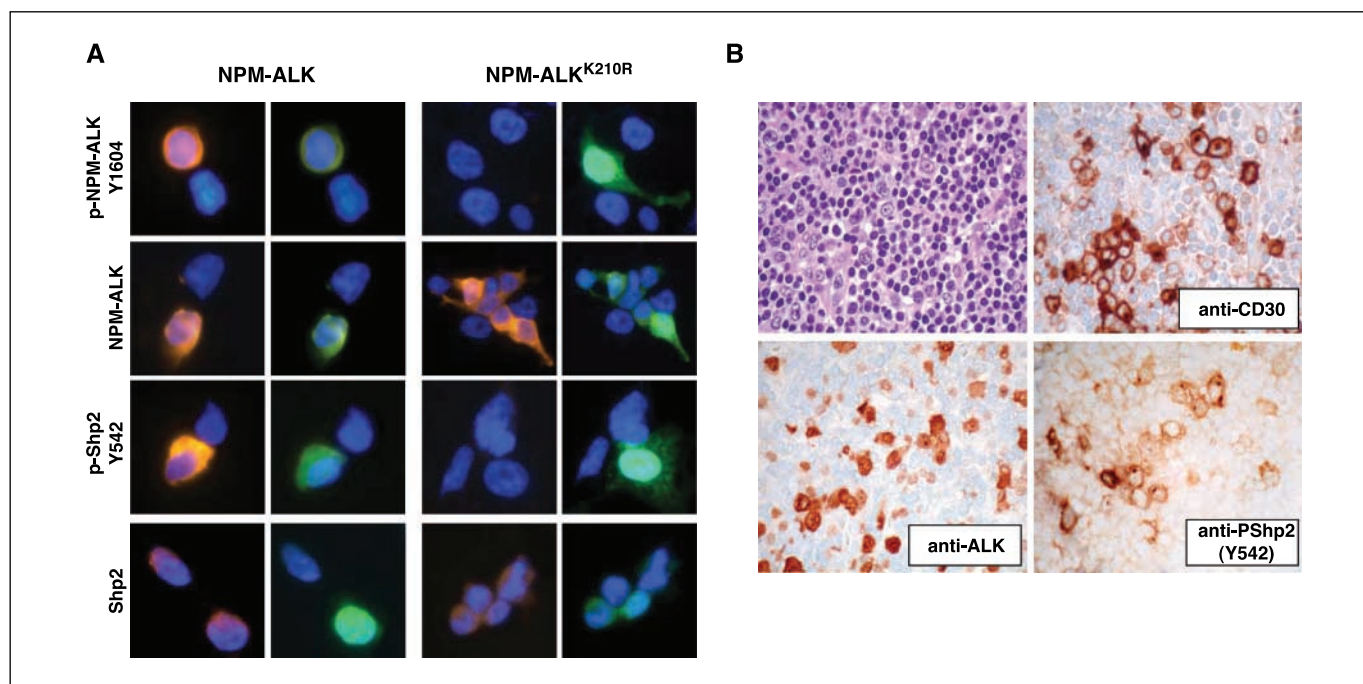 A
B
NPM-ALK
NPM-ALK^K210R
p-NPM-ALK
Y1604
NPM-ALK
p-Shp2
Y542
Shp2
anti-CD30
anti-ALK
anti-PShp2
(Y542)